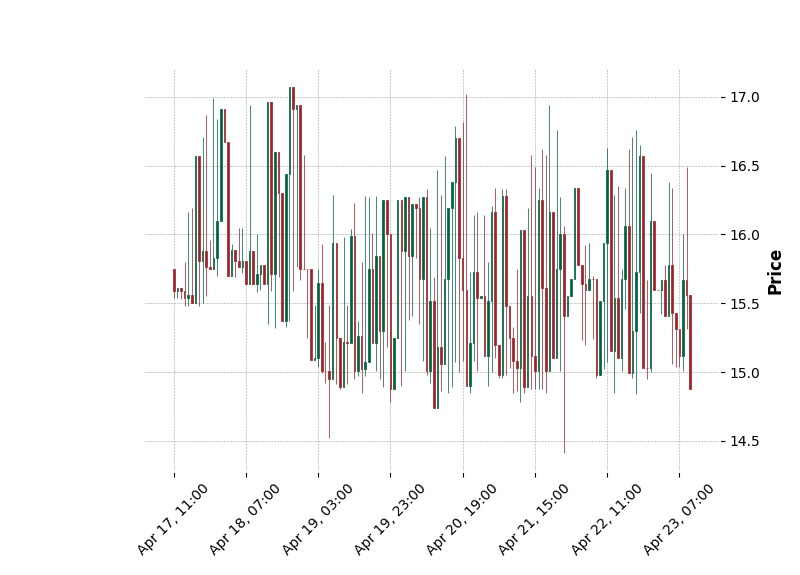 17.0
16.5
16.0
15.5
15.0
14.5
Price
Apr 17, 11:00
Apr 18, 07:00
Apr 19, 03:00
Apr 19, 23:00
Apr 20, 19:00
Apr 21, 15:00
Apr 22, 11:00
Apr 23, 07:00